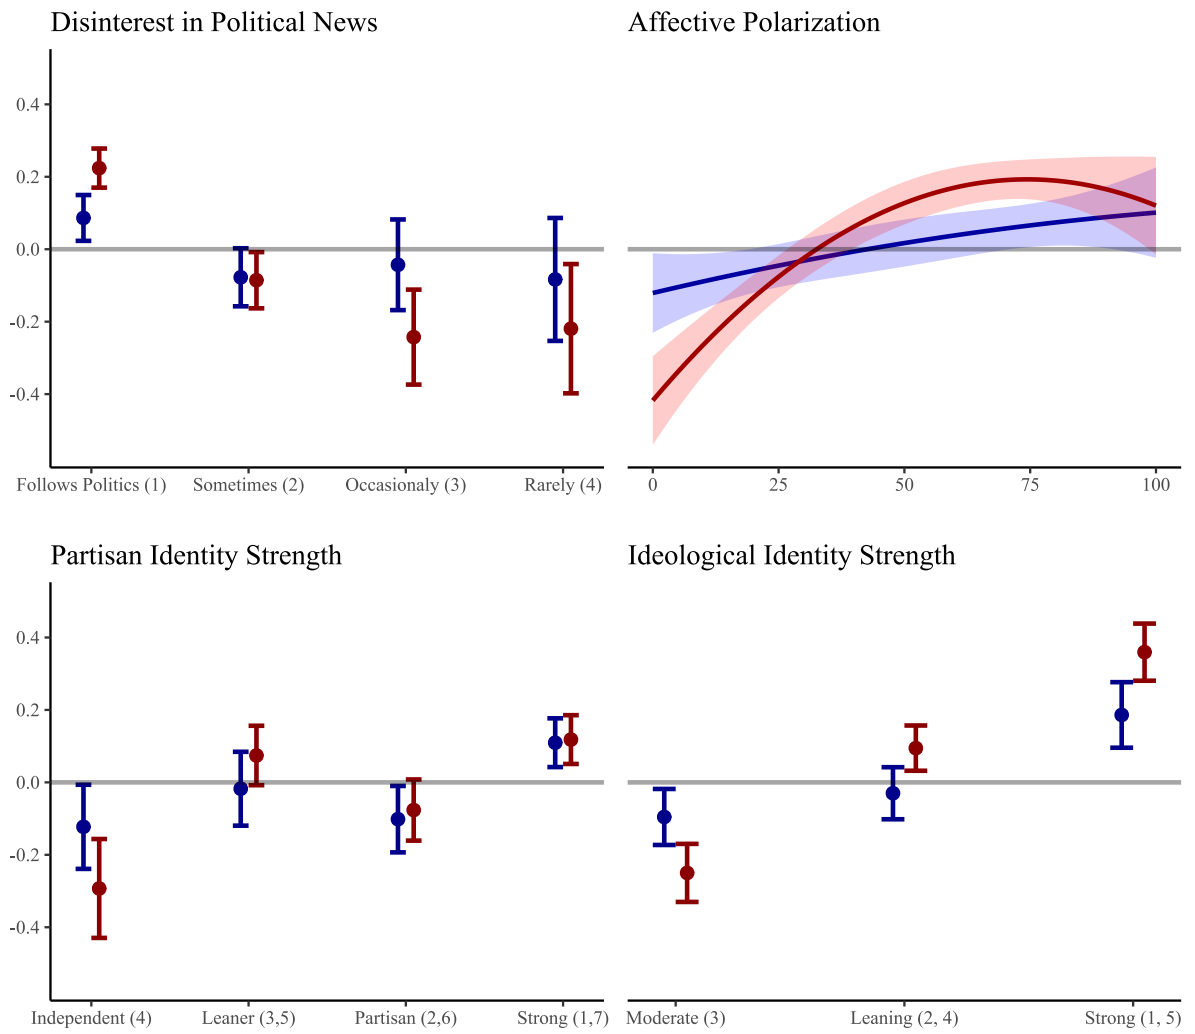 Disinterest in Political News
0.4
0.2
0.0
-0.2
-0.4
Follows Politics (1) Sometimes (2) Occasionaly (3) Rarely (4)
Affective Polarization
0 25 50 75 100
Partisan Identity Strength
0.4
0.2
0.0
-0.2
-0.4
Independent (4) Leaner (3,5) Partisan (2,6) Strong (1,7)
Ideological Identity Strength
Moderate (3) Leaning (2, 4) Strong (1, 5)